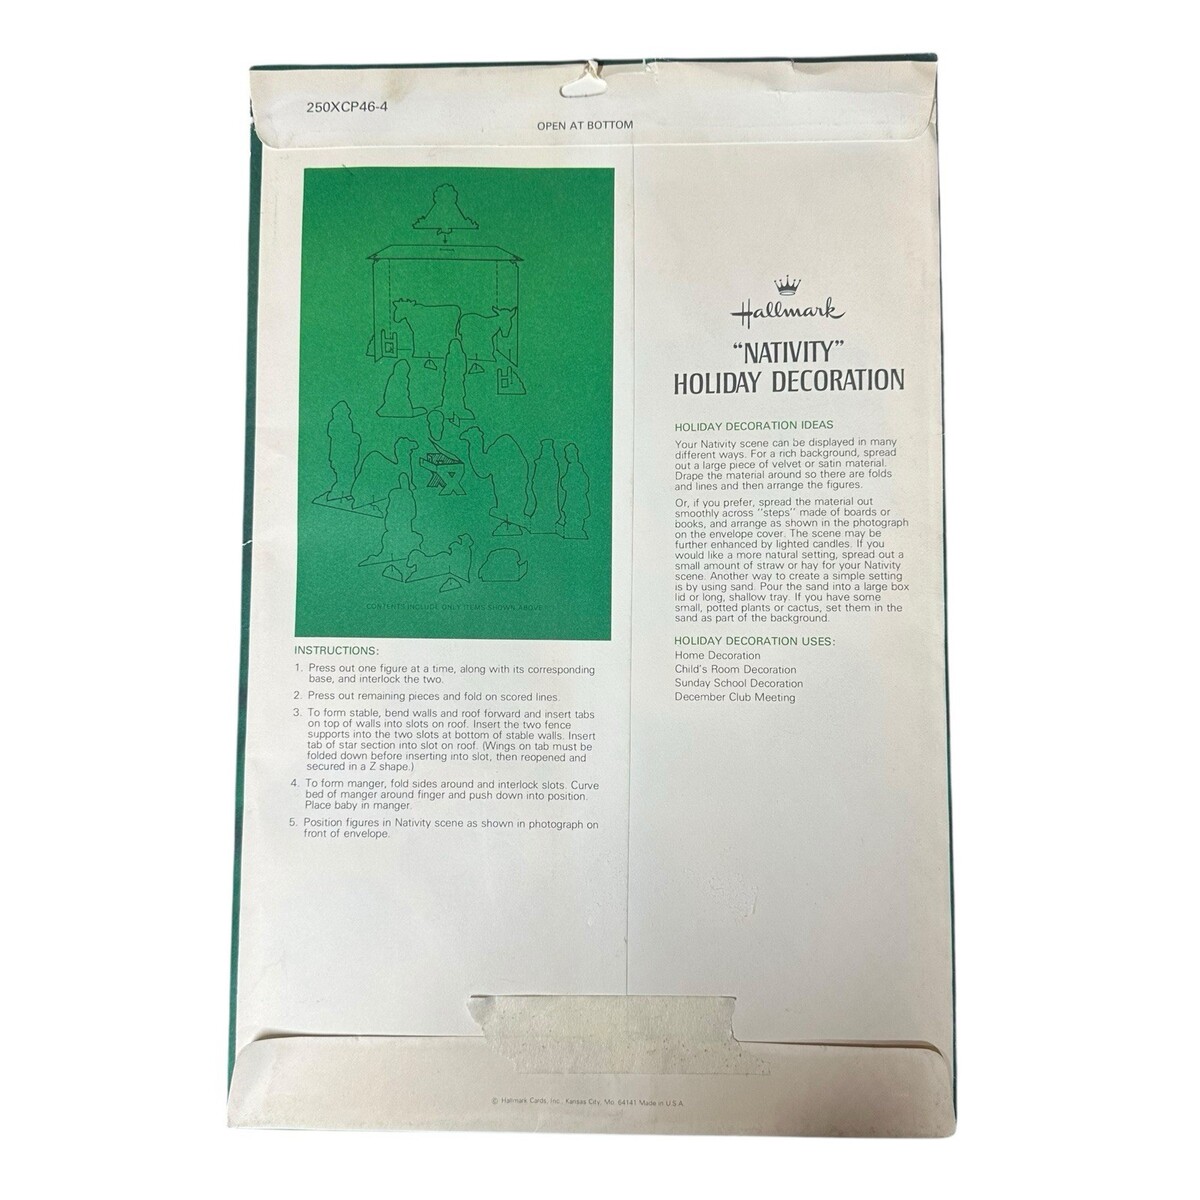 250XCP46-4
OPEN AT BOTTOM
CONTENTS INCLUDE ONLY ITEMS SHOWN ABOVE
INSTRUCTIONS:
1. Press out one figure at a time, along with its corresponding
base, and interlock the two.
2. Press out remaining pieces and fold on scored lines.
3. To form stable, bend walls and roof forward and insert tabs
on top of walls into slots on roof. Insert the two fence
supports into the two slots at bottom of stable walls. Insert
tab of star section into slot on roof. (Wings on tab must be
folded down before inserting into slot, then reopened and
secured in a Z shape.)
4. To form manger, fold sides around and interlock slots. Curve
bed of manger around finger and push down into position.
Place baby in manger.
5. Position figures in Nativity scene as shown in photograph on
front of envelope.
Hallmark
“NATIVITY”
HOLIDAY DECORATION
HOLIDAY DECORATION IDEAS
Your Nativity scene can be displayed in many
different ways. For a rich background, spread
out a large piece of velvet or satin material.
Drape the material around so there are folds
and lines and then arrange the figures.
Or, if you prefer, spread the material out
smoothly across “steps” made of boards or
books, and arrange as shown in the photograph
on the envelope cover. The scene may be
further enhanced by lighted candles. If you
would like a more natural setting, spread out a
small amount of straw or hay for your Nativity
scene. Another way to create a simple setting
is by using sand. Pour the sand into a large box
lid or long, shallow tray. If you have some
small, potted plants or cactus, set them in the
sand as part of the background.
HOLIDAY DECORATION USES:
Home Decoration
Child's Room Decoration
Sunday School Decoration
December Club Meeting
© Hallmark Cards, Inc., Kansas City, Mo. 64141 Made in U.S.A.